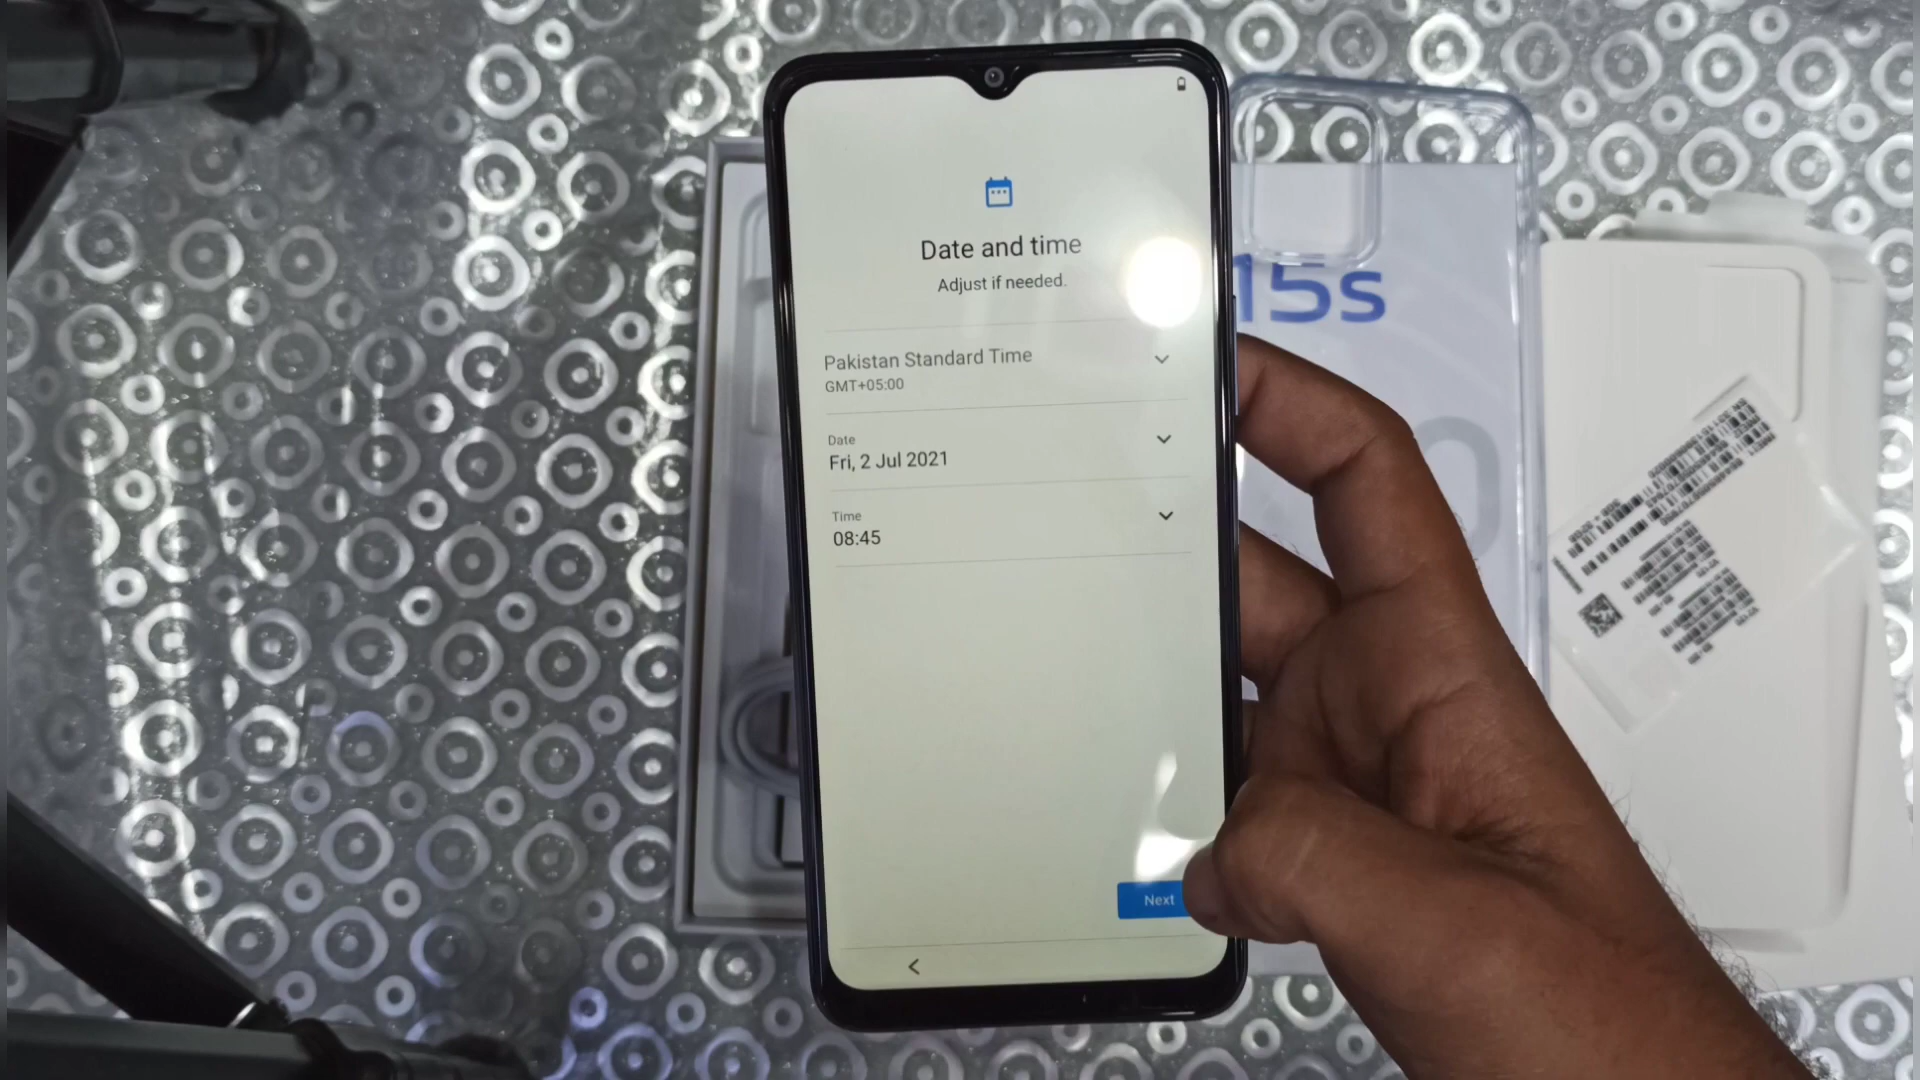 Date and time
Adjust if needed.
Pakistan Standard Time
GMT+05:00
Date
Fri, 2 Jul 2021
Time
08:45
Next
15s